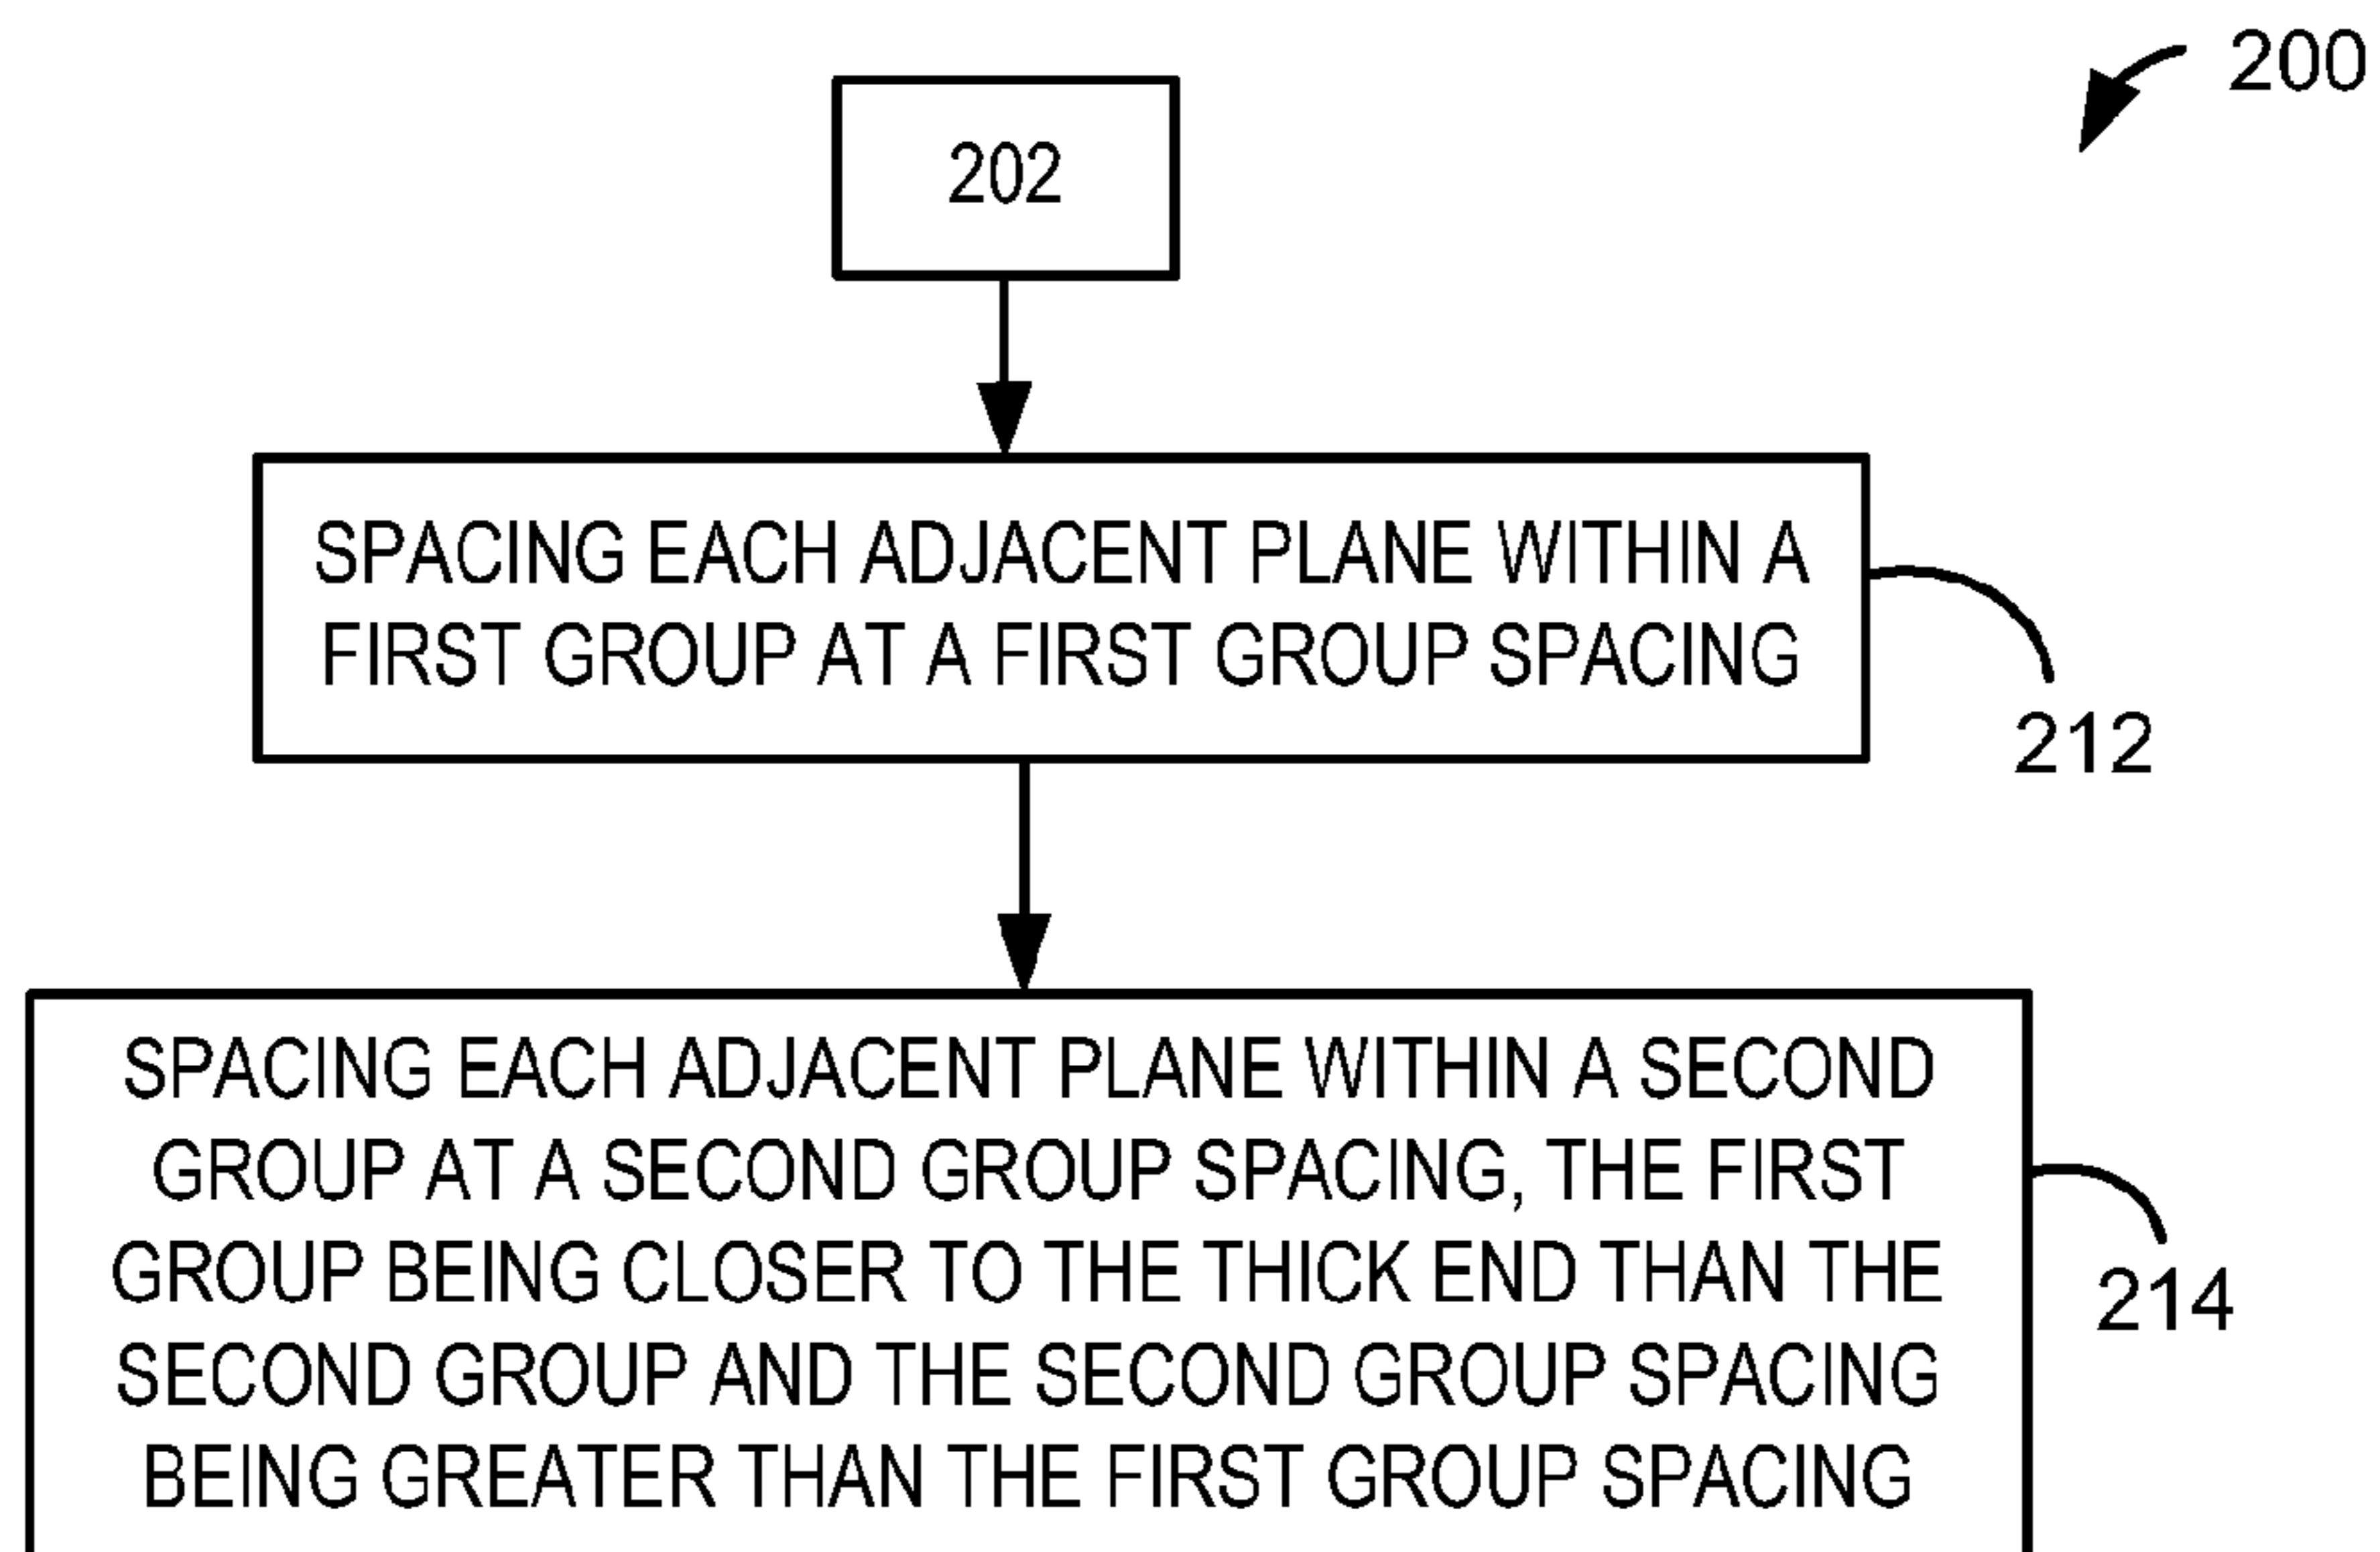 200
202
SPACING EACH ADJACENT PLANE WITHIN A
FIRST GROUP AT A FIRST GROUP SPACING
212
SPACING EACH ADJACENT PLANE WITHIN A SECOND
GROUP AT A SECOND GROUP SPACING, THE FIRST
GROUP BEING CLOSER TO THE THICK END THAN THE
SECOND GROUP AND THE SECOND GROUP SPACING
BEING GREATER THAN THE FIRST GROUP SPACING
214